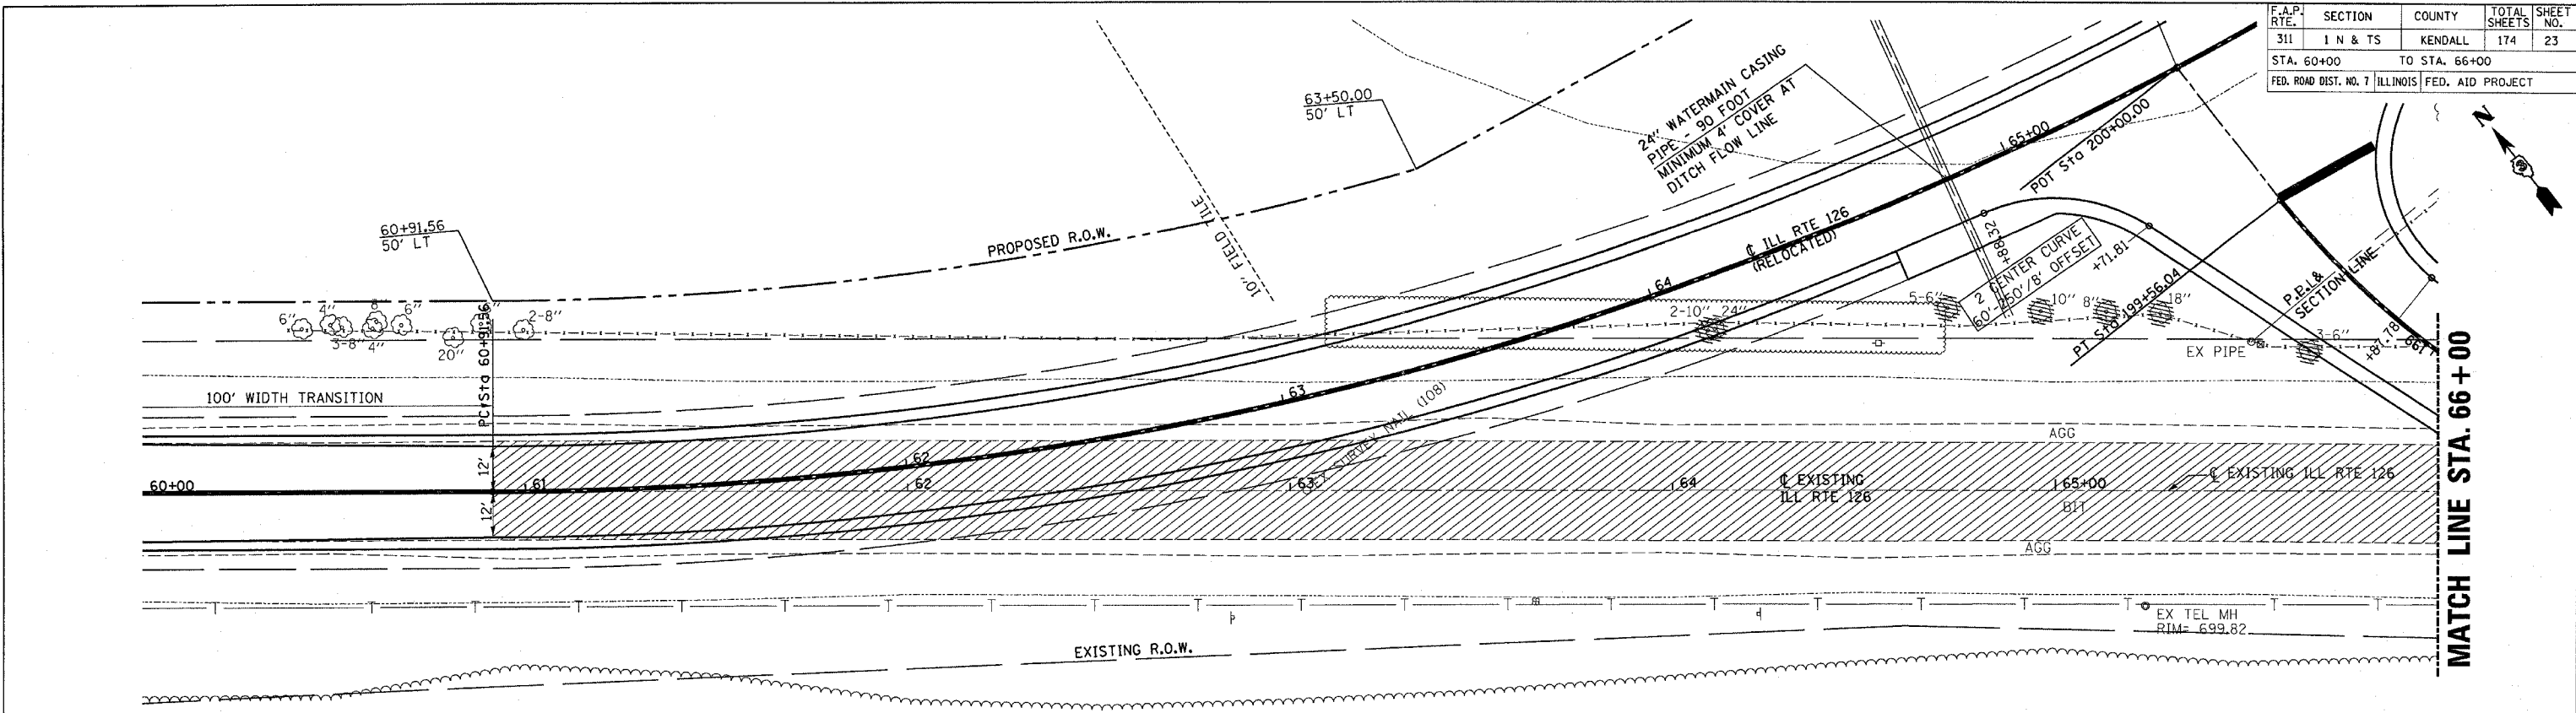 F.A.P. RTE.
SECTION
COUNTY
TOTAL SHEETS
SHEET NO.
311
1 N & TS
KENDALL
174
23
STA. 60+00 TO STA. 66+00
FED. ROAD DIST. NO. 7
ILLINOIS
FED. AID PROJECT
N
63+50.00
50' LT
24" WATERMAIN CASING
PIPE - 90 FOOT
MINIMUM 4' COVER AT
DITCH FLOW LINE
65+00
POT Sta 200+00.00
60+91.56
50' LT
PROPOSED R.O.W.
10" FIELD TILE
₵ ILL RTE 126
(RELOCATED)
64
+68.32
2 CENTER CURVE
+71.81
PT Sta 199+56.04
P.P.L&
SECTION LINE
6"
4"
8"
6"
3-8"
4"
20"
2-8"
2-10"
24"
5-6"
10"
8"
18"
3-6"
EX PIPE
+87.78
199
PC Sta 60+91.56
100' WIDTH TRANSITION
63
EX SURVEY NAIL (108)
AGG
12'
12'
60+00
61
62
62
63
64
₵ EXISTING
ILL RTE 126
65+00
BIT
₵ EXISTING ILL RTE 126
AGG
T T T T T T T T T T T T T T T T T T T T T
EX TEL MH
RIM= 699.82
EXISTING R.O.W.
MATCH LINE STA. 66+00